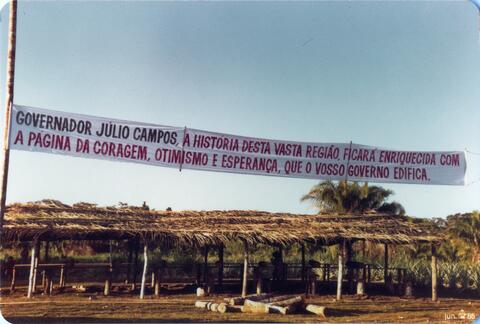 GOVERNADOR JÚLIO CAMPOS, A HISTORIA DESTA VASTA REGIÃO, FICARÁ ENRIQUECIDA COM
A PÁGINA DA CORAGEM, OTIMISMO E ESPERANÇA, QUE O VOSSO GOVERNO EDIFICA.
jun. 86